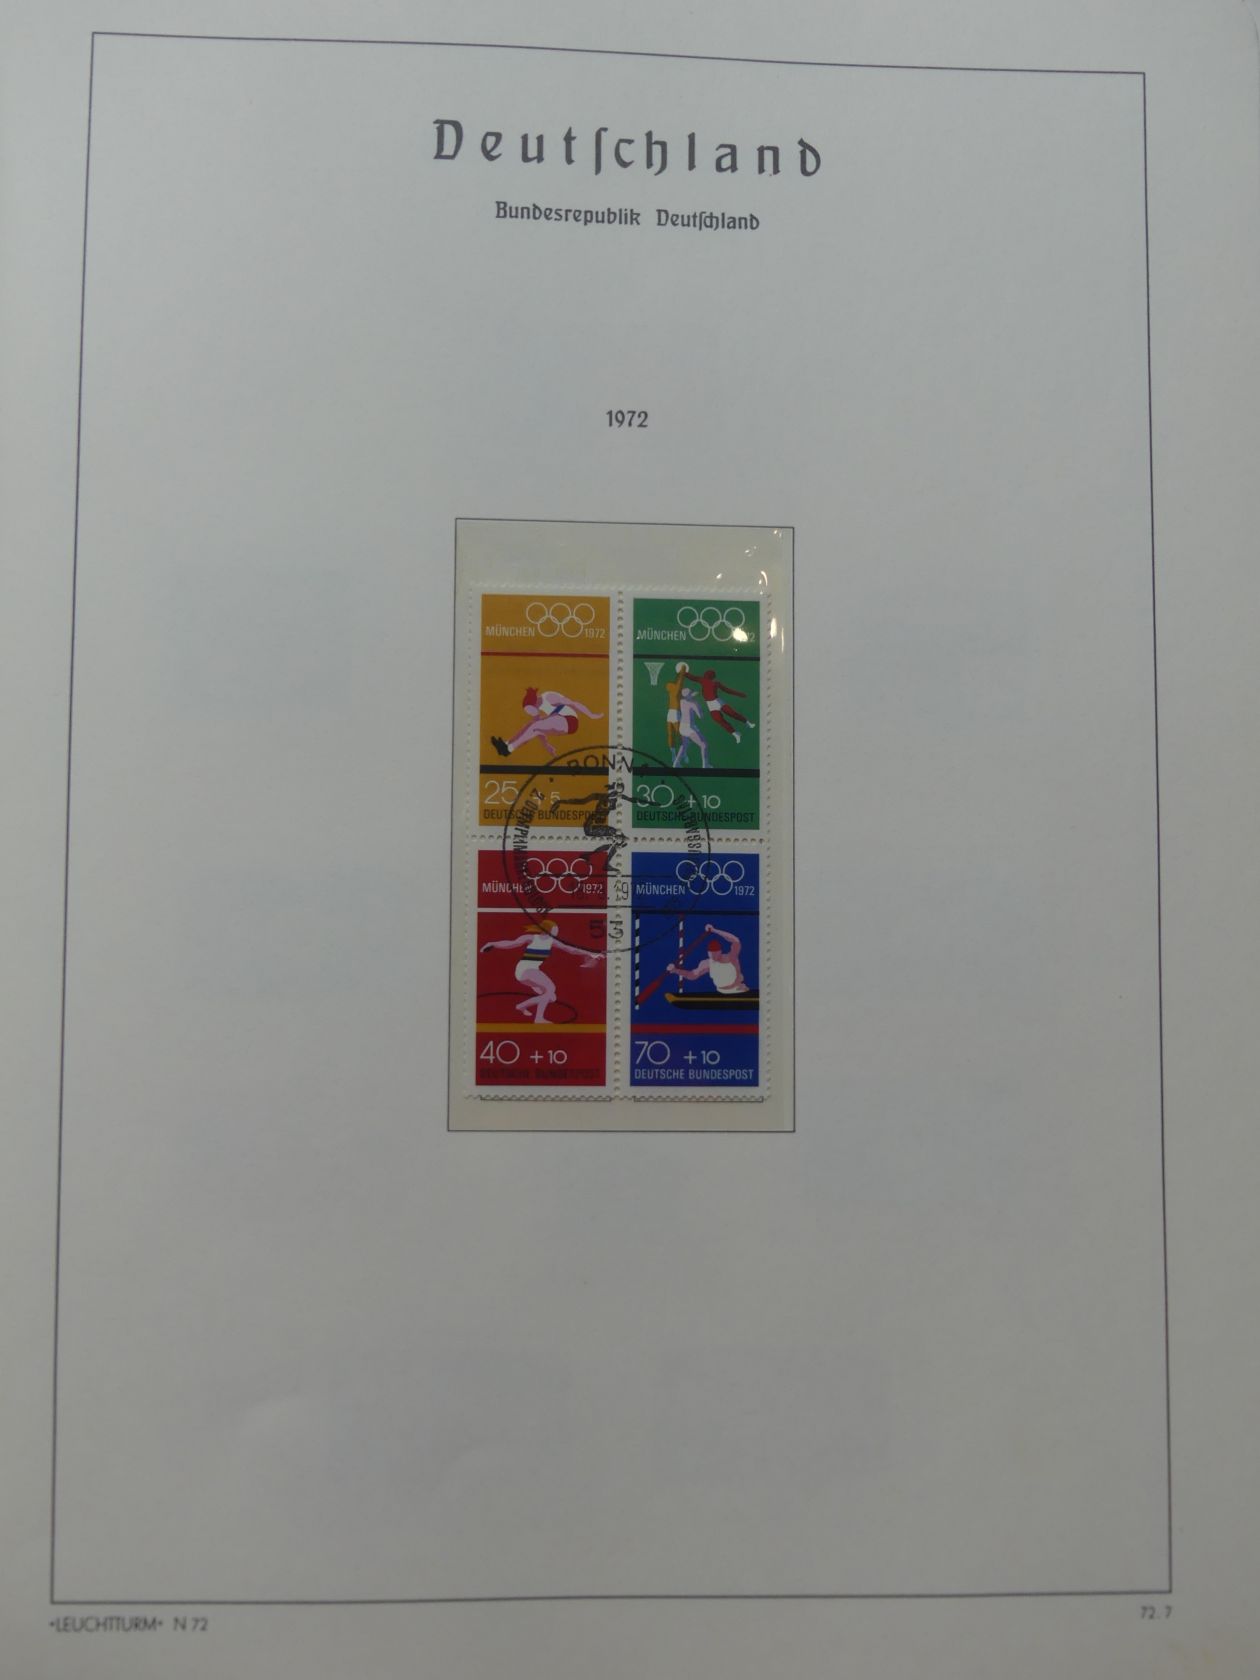 Deutſchland
Bundesrepublik Deutſchland
1972
MÜNCHEN 1972
25 + 5
DEUTSCHE BUNDESPOST
MÜNCHEN
30 + 10
DEUTSCHE BUNDESPOST
MÜNCHEN 1972
40 + 10
DEUTSCHE BUNDESPOST
MÜNCHEN 1972
70 + 10
DEUTSCHE BUNDESPOST
BONN
•LEUCHTTURM• N 72
72.7